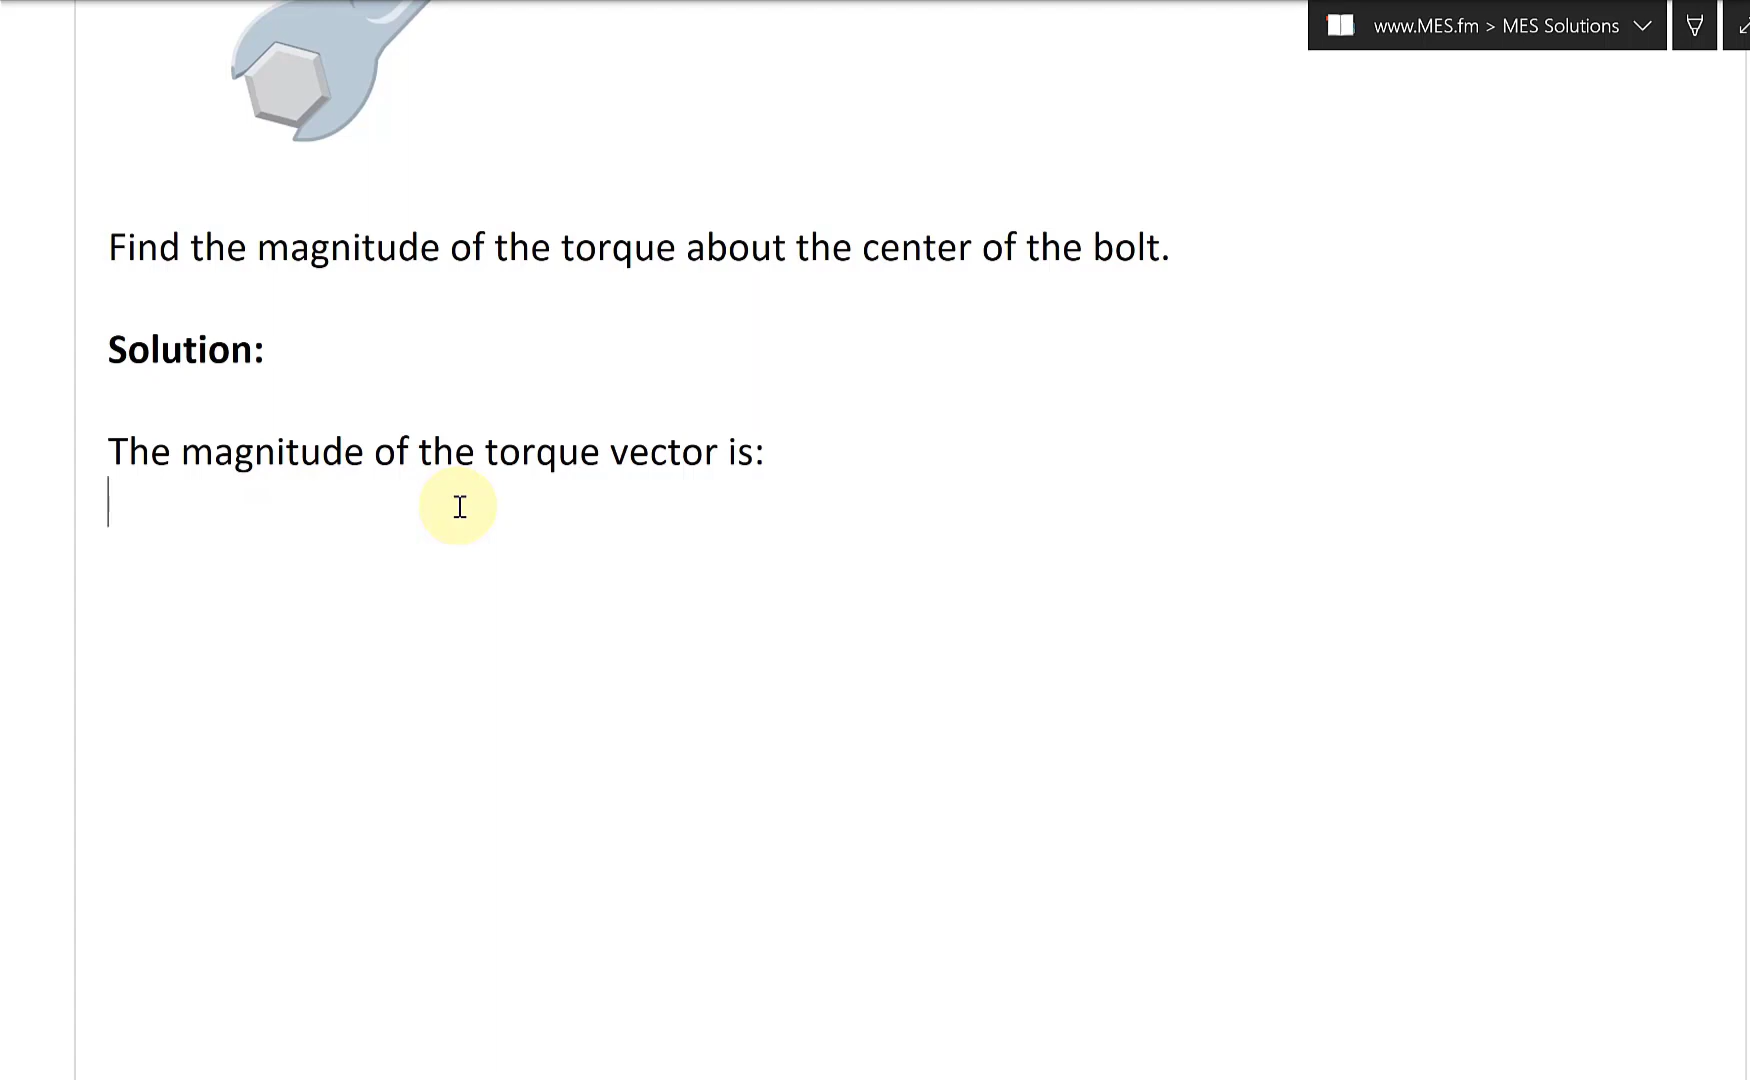 www.MES.fm > MES Solutions
Find the magnitude of the torque about the center of the bolt.
Solution:
The magnitude of the torque vector is: